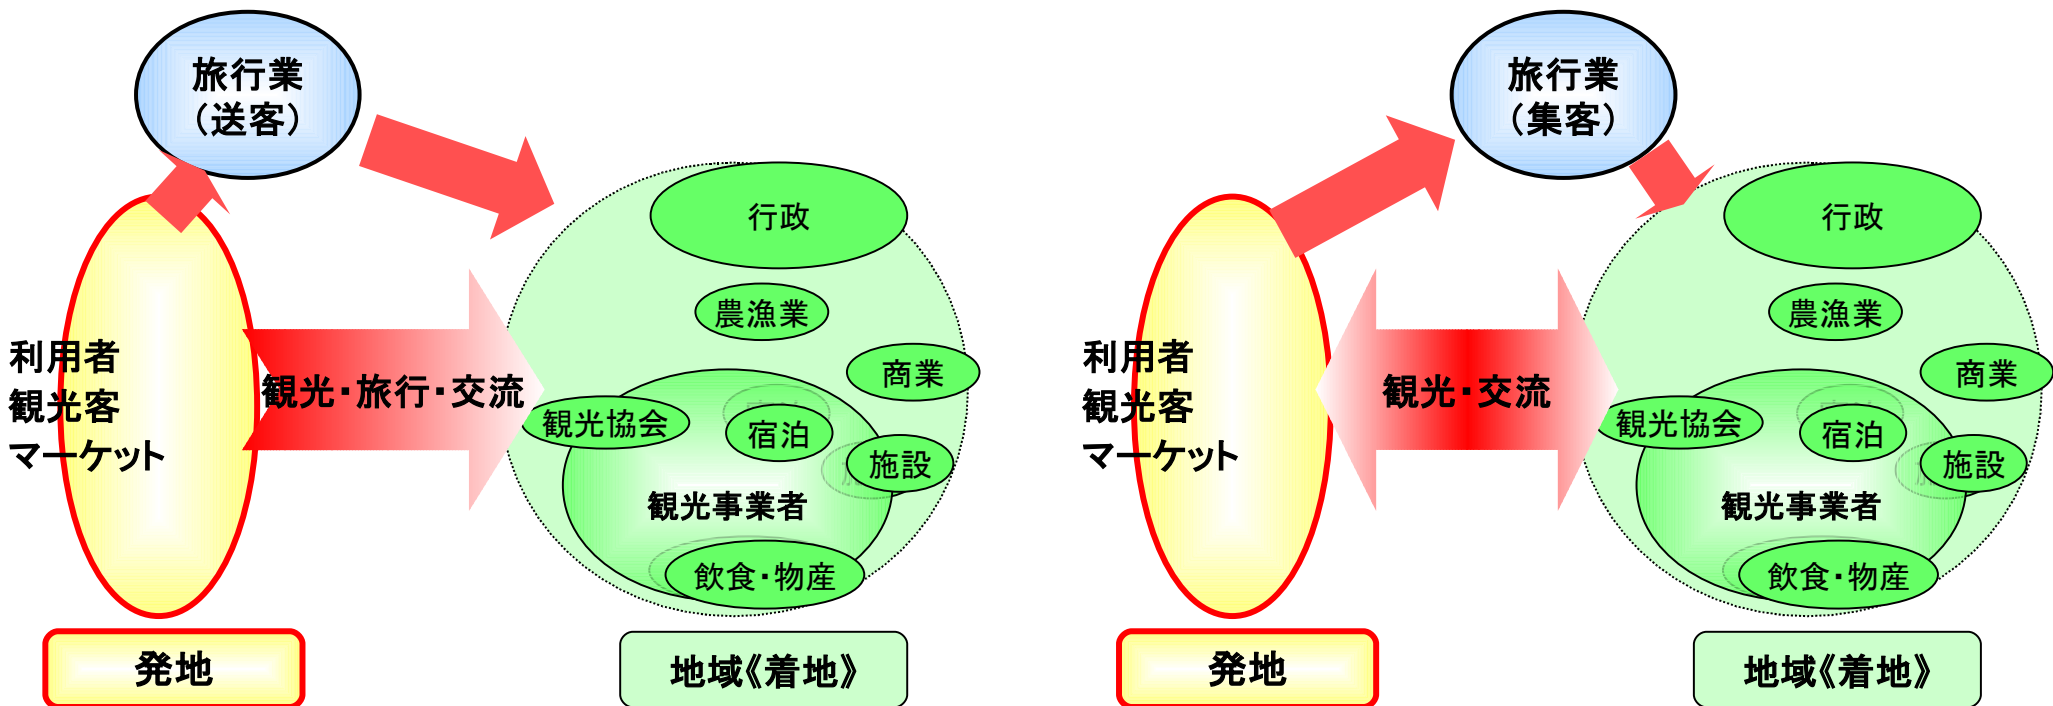 旅行業
（送客）
行政
農漁業
商業
利用者
観光客
マーケット
観光・旅行・交流
観光協会
宿泊
施設
観光事業者
飲食・物産
発地
地域《着地》
旅行業
（集客）
行政
農漁業
商業
利用者
観光客
マーケット
観光・交流
観光協会
宿泊
施設
観光事業者
飲食・物産
発地
地域《着地》